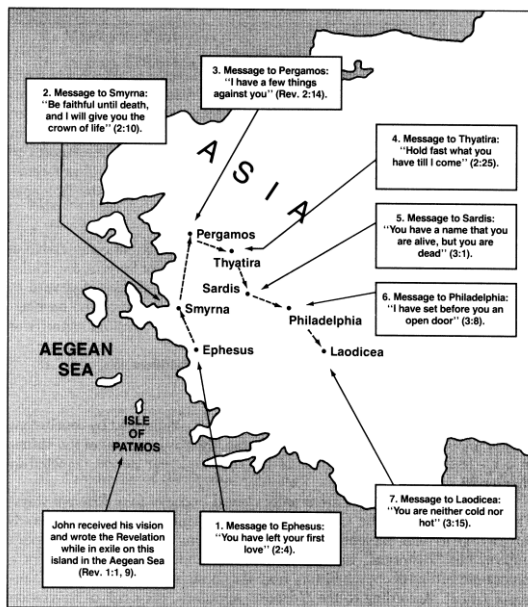 3. Message to Pergamos:
"I have a few things
against you"
(Rev. 2:14).
2. Message to Smyrna:
"Be faithful until death,
and I will give you the
crown of life" (2:10).
4. Message to Thyatira:
"Hold fast what you
have till I come" (2:25).
ASIA
5. Message to Sardis:
"You have a name that you
are alive, but you are
dead" (3:1).
Pergamos
Thyatira
Sardis
Smyrna
Philadelphia
6. Message to Philadelphia:
"I have set before you an
open door" (3:8).
AEGEAN
SEA
Ephesus
Laodicea
ISLE
OF
PATMOS
John received his vision
and wrote the Revelation
while in exile on this
island in the Aegean Sea
(Rev. 1:1, 9).
1. Message to Ephesus:
"You have left your first
love" (2:4).
7. Message to Laodicea:
"You are neither cold nor
hot" (3:15).